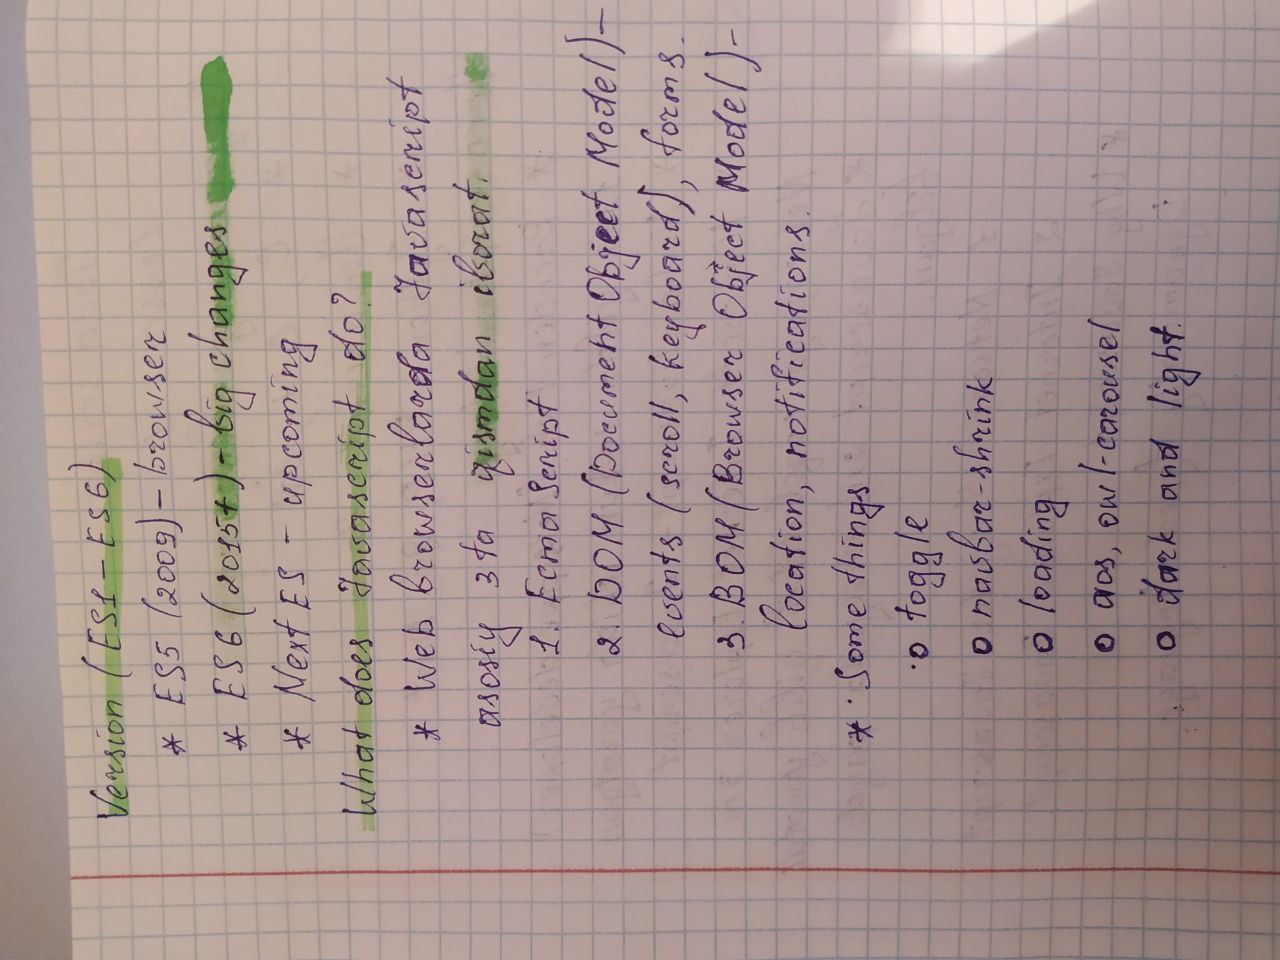 Version (ES1 - ES6)
* ES5 (2009) - browser
* ES6 (2015+) - big changes
* Next ES - upcoming
What does Javascript do?
* Web browserlarda Javascript
asosiy 3ta qismdan iborat.
1. Ecma Script
2. DOM (Document Object Model) -
events (scroll, keyboard), forms.
3. BOM (Browser Object Model) -
location, notifications.
* Some things
o toggle
o navbar-shrink
o loading
o aos, owl-carousel
o dark and light.